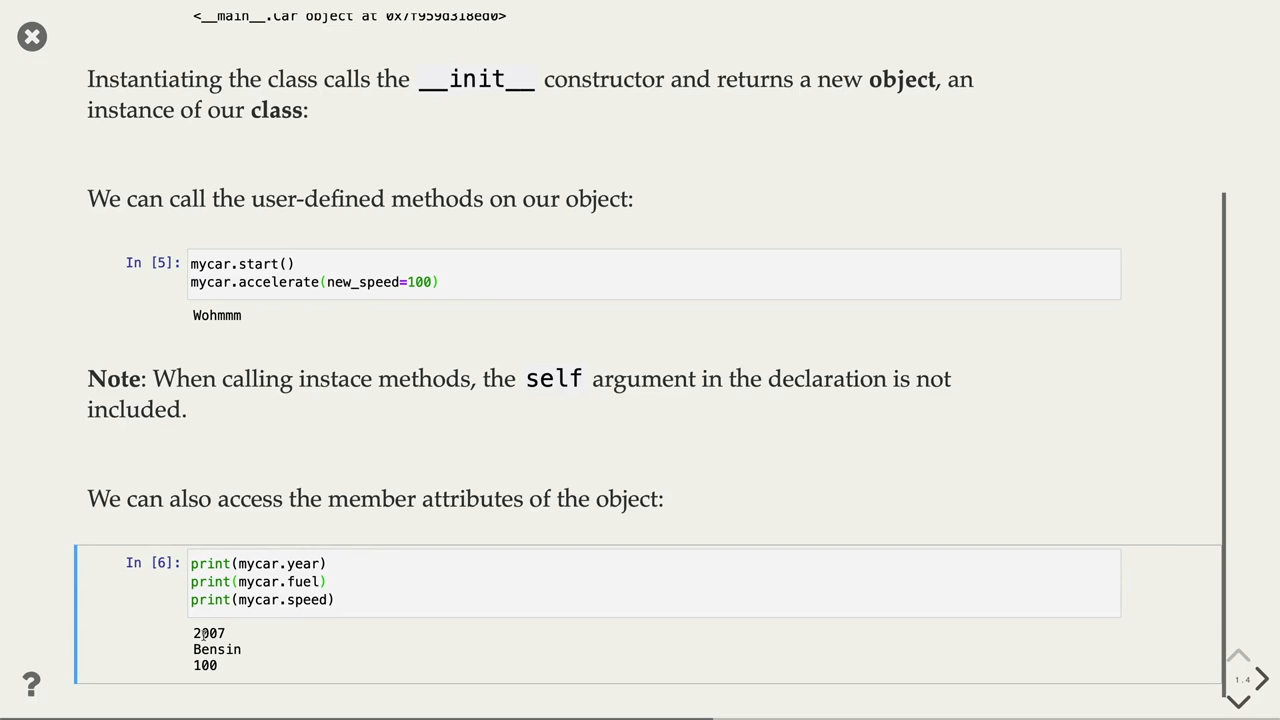 <__main__.Car object at 0x7f959d318ed0>
Instantiating the class calls the __init__ constructor and returns a new object, an
instance of our class:
We can call the user-defined methods on our object:
In [5]: mycar.start()
mycar.accelerate(new_speed=100)
Wohmmm
Note: When calling instace methods, the self argument in the declaration is not
included.
We can also access the member attributes of the object:
In [6]: print(mycar.year)
print(mycar.fuel)
print(mycar.speed)
2007
Bensin
100
?
1.4